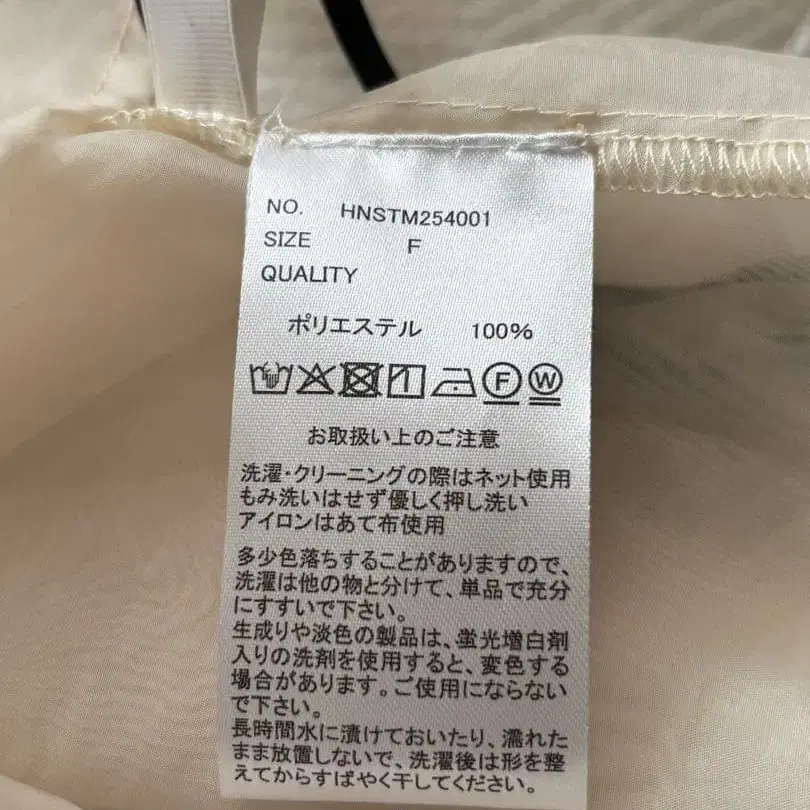 NO. HNSTM254001
SIZE F
QUALITY
ポリエステル 100%
F W
お取扱い上のご注意
洗濯・クリーニングの際はネット使用
もみ洗いはせず優しく押し洗い
アイロンはあて布使用
多少色落ちすることがありますので、
洗濯は他の物と分けて、単品で充分
にすすいで下さい。
生成りや淡色の製品は、蛍光増白剤
入りの洗剤を使用すると、変色する
場合があります。ご使用にならない
で下さい。
長時間水に漬けておいたり、濡れた
まま放置しないで、洗濯後は形を整
えてからすばやく干してください。